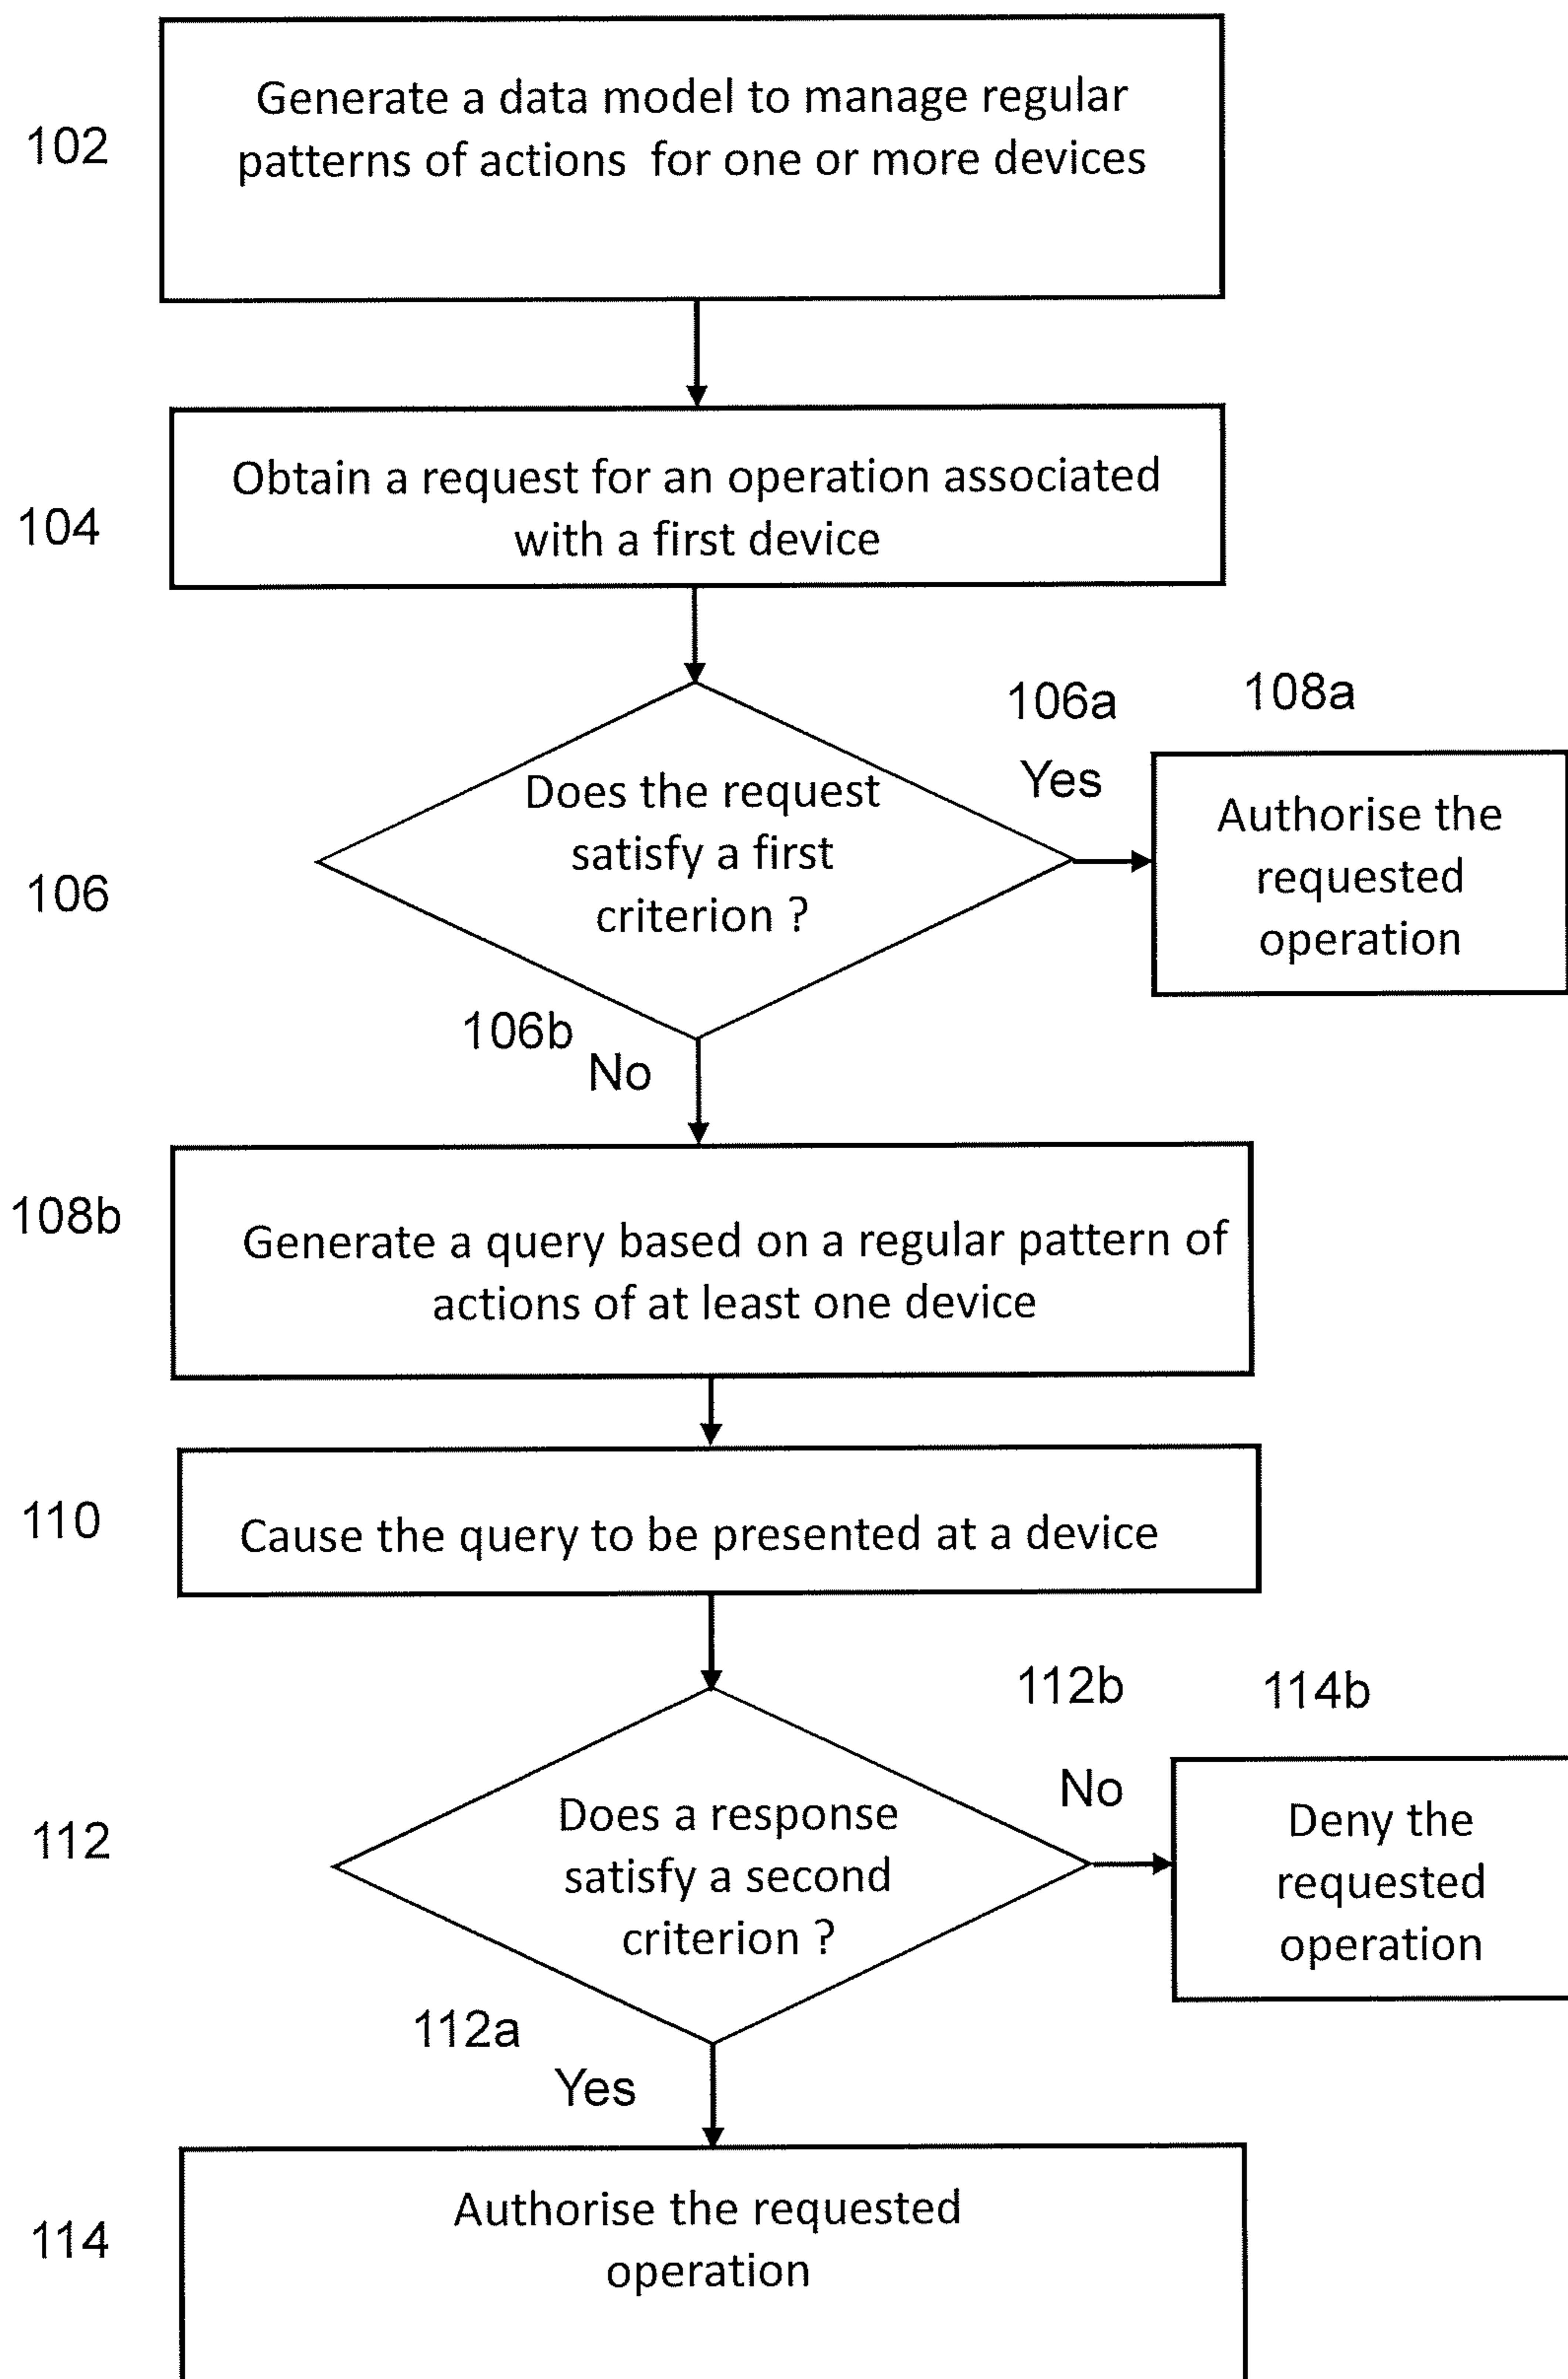 Generate a data model to manage regular
patterns of actions for one or more devices
102
Obtain a request for an operation associated
with a first device
104
106a
108a
Yes
Does the request
satisfy a first
criterion ?
Authorise the
requested
operation
106
106b
No
108b
Generate a query based on a regular pattern of
actions of at least one device
110
Cause the query to be presented at a device
112b
114b
No
Does a response
satisfy a second
criterion ?
Deny the
requested
operation
112
112a
Yes
Authorise the requested
operation
114